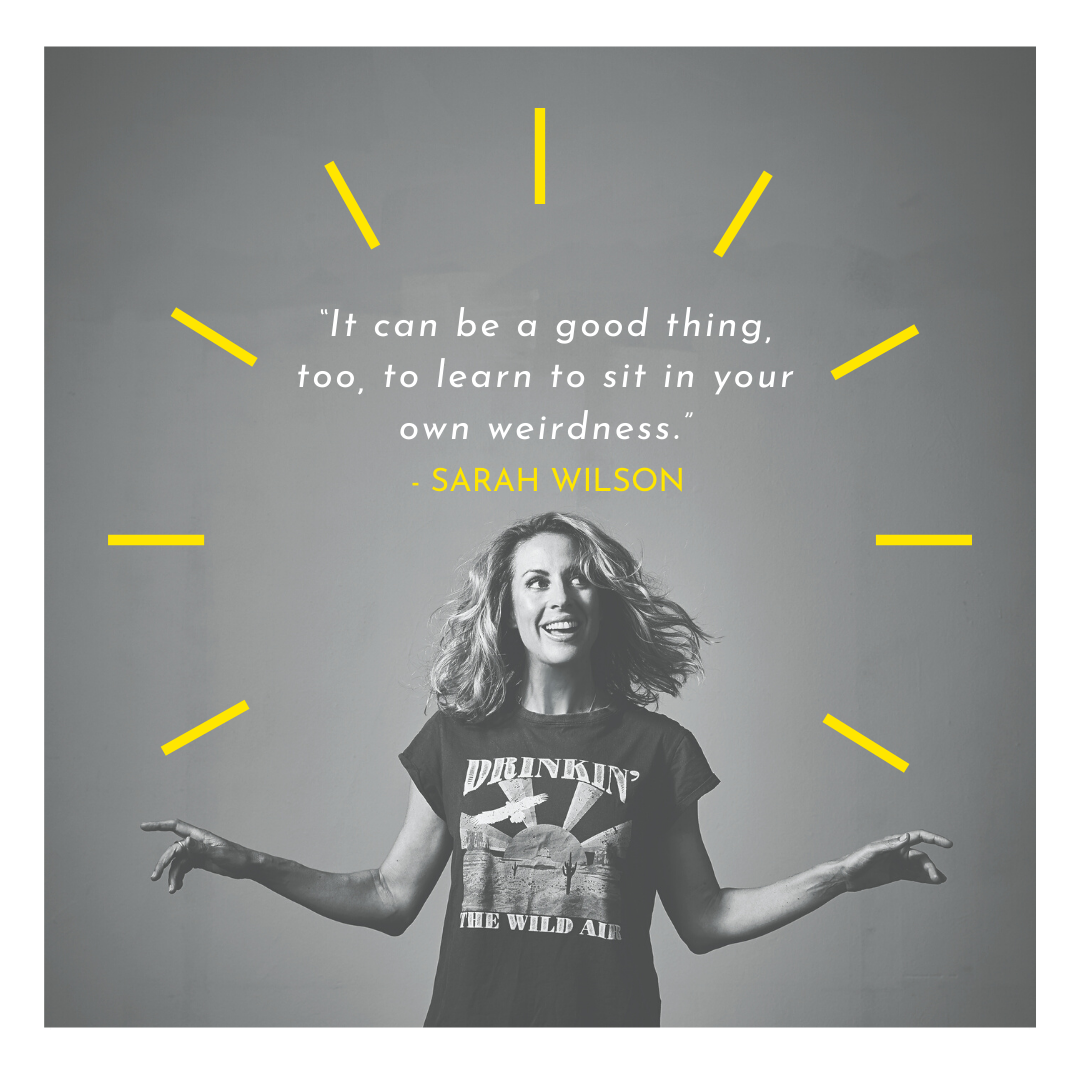 “It can be a good thing,
too, to learn to sit in your
own weirdness.”
- SARAH WILSON
DRINKIN’
THE WILD AIR